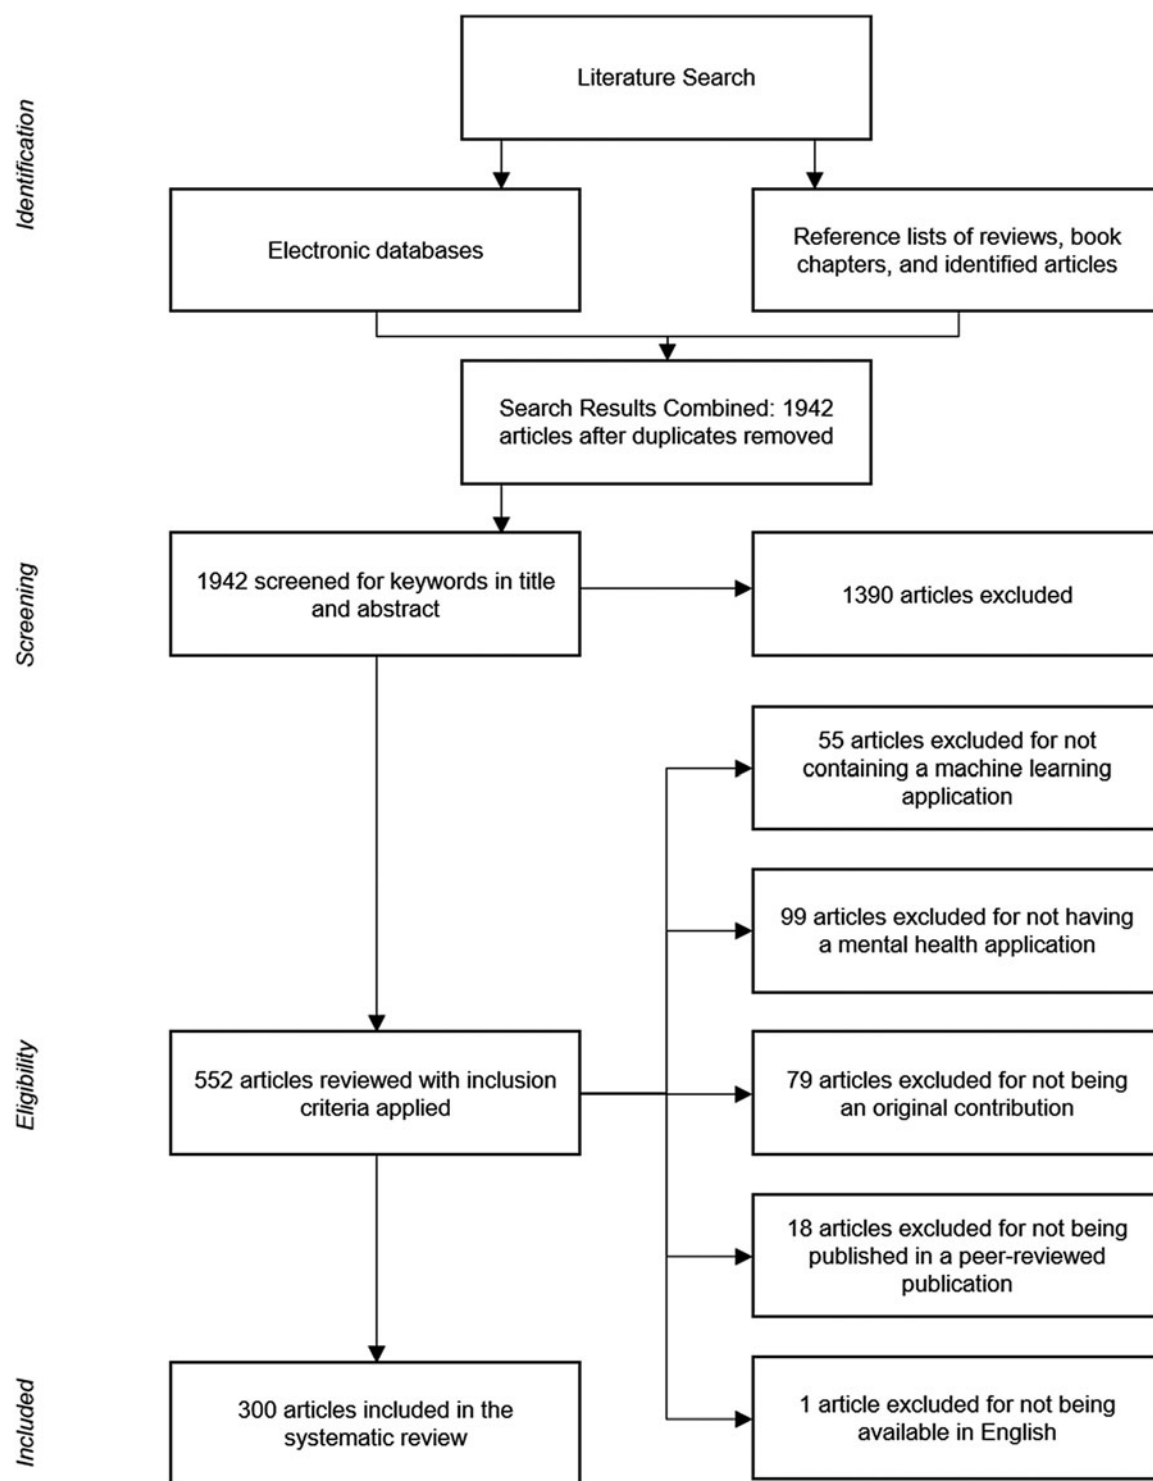 Identification
Literature Search
Electronic databases
Reference lists of reviews, book
chapters, and identified articles
Search Results Combined: 1942
articles after duplicates removed
Screening
1942 screened for keywords in title
and abstract
1390 articles excluded
55 articles excluded for not
containing a machine learning
application
99 articles excluded for not having
a mental health application
Eligibility
552 articles reviewed with inclusion
criteria applied
79 articles excluded for not being
an original contribution
18 articles excluded for not being
published in a peer-reviewed
publication
Included
300 articles included in the
systematic review
1 article excluded for not being
available in English